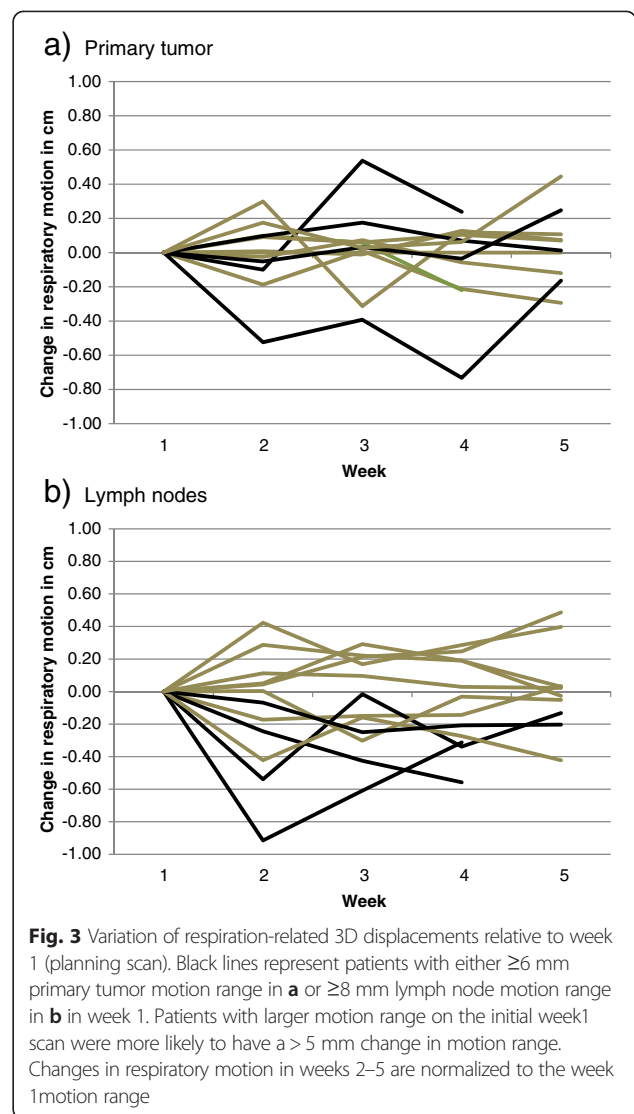 a) Primary tumor
1.00
0.80
0.60
0.40
0.20
0.00
-0.20
-0.40
-0.60
-0.80
-1.00
Change in respiratory motion in cm
1 2 3 4 5
Week
b) Lymph nodes
1.00
0.80
0.60
0.40
0.20
0.00
-0.20
-0.40
-0.60
-0.80
-1.00
Change in respiratory motion in cm
1 2 3 4 5
Week
Fig. 3 Variation of respiration-related 3D displacements relative to week
1 (planning scan). Black lines represent patients with either ≥6 mm
primary tumor motion range in a or ≥8 mm lymph node motion range
in b in week 1. Patients with larger motion range on the initial week1
scan were more likely to have a > 5 mm change in motion range.
Changes in respiratory motion in weeks 2–5 are normalized to the week
1motion range